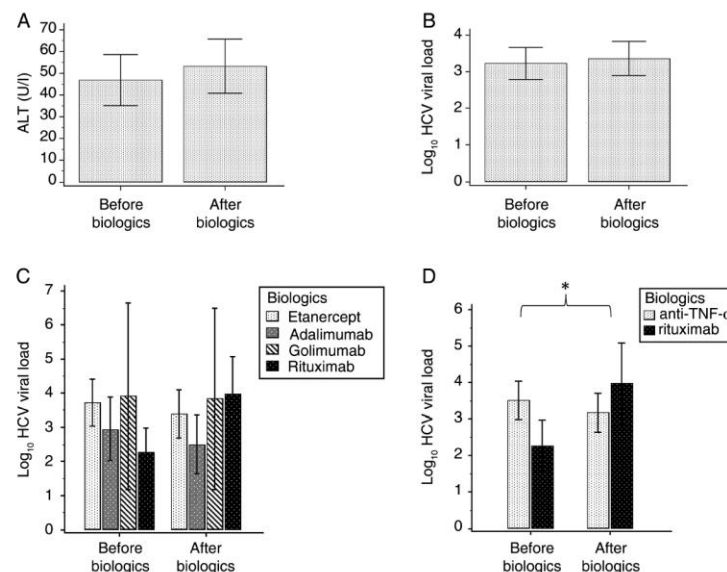 A
ALT (U/l)
70
60
50
40
30
20
10
0
Before
biologics
After
biologics
B
Log₁₀ HCV viral load
4
3
2
1
0
Before
biologics
After
biologics
C
Log₁₀ HCV viral load
7
6
5
4
3
2
1
0
Biologics
Etanercept
Adalimumab
Golimumab
Rituximab
Before
biologics
After
biologics
D
*
Log₁₀ HCV viral load
6
5
4
3
2
1
0
Biologics
anti-TNF-α
rituximab
Before
biologics
After
biologics